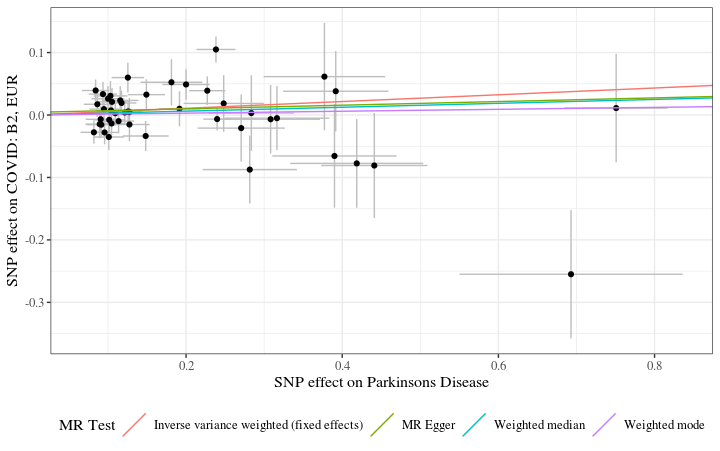 SNP effect on COVID: B2, EUR
0.1
0.0
-0.1
-0.2
-0.3
0.2 0.4 0.6 0.8
SNP effect on Parkinsons Disease
MR Test Inverse variance weighted (fixed effects) MR Egger Weighted median Weighted mode